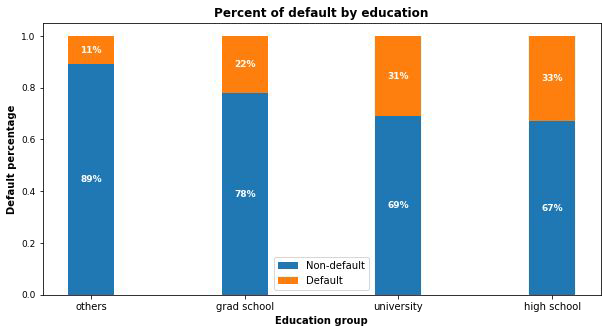 Percent of default by education
Default percentage
1.0
0.8
0.6
0.4
0.2
0.0
11%
22%
31%
33%
89%
78%
69%
67%
Non-default
Default
others
grad school
university
high school
Education group